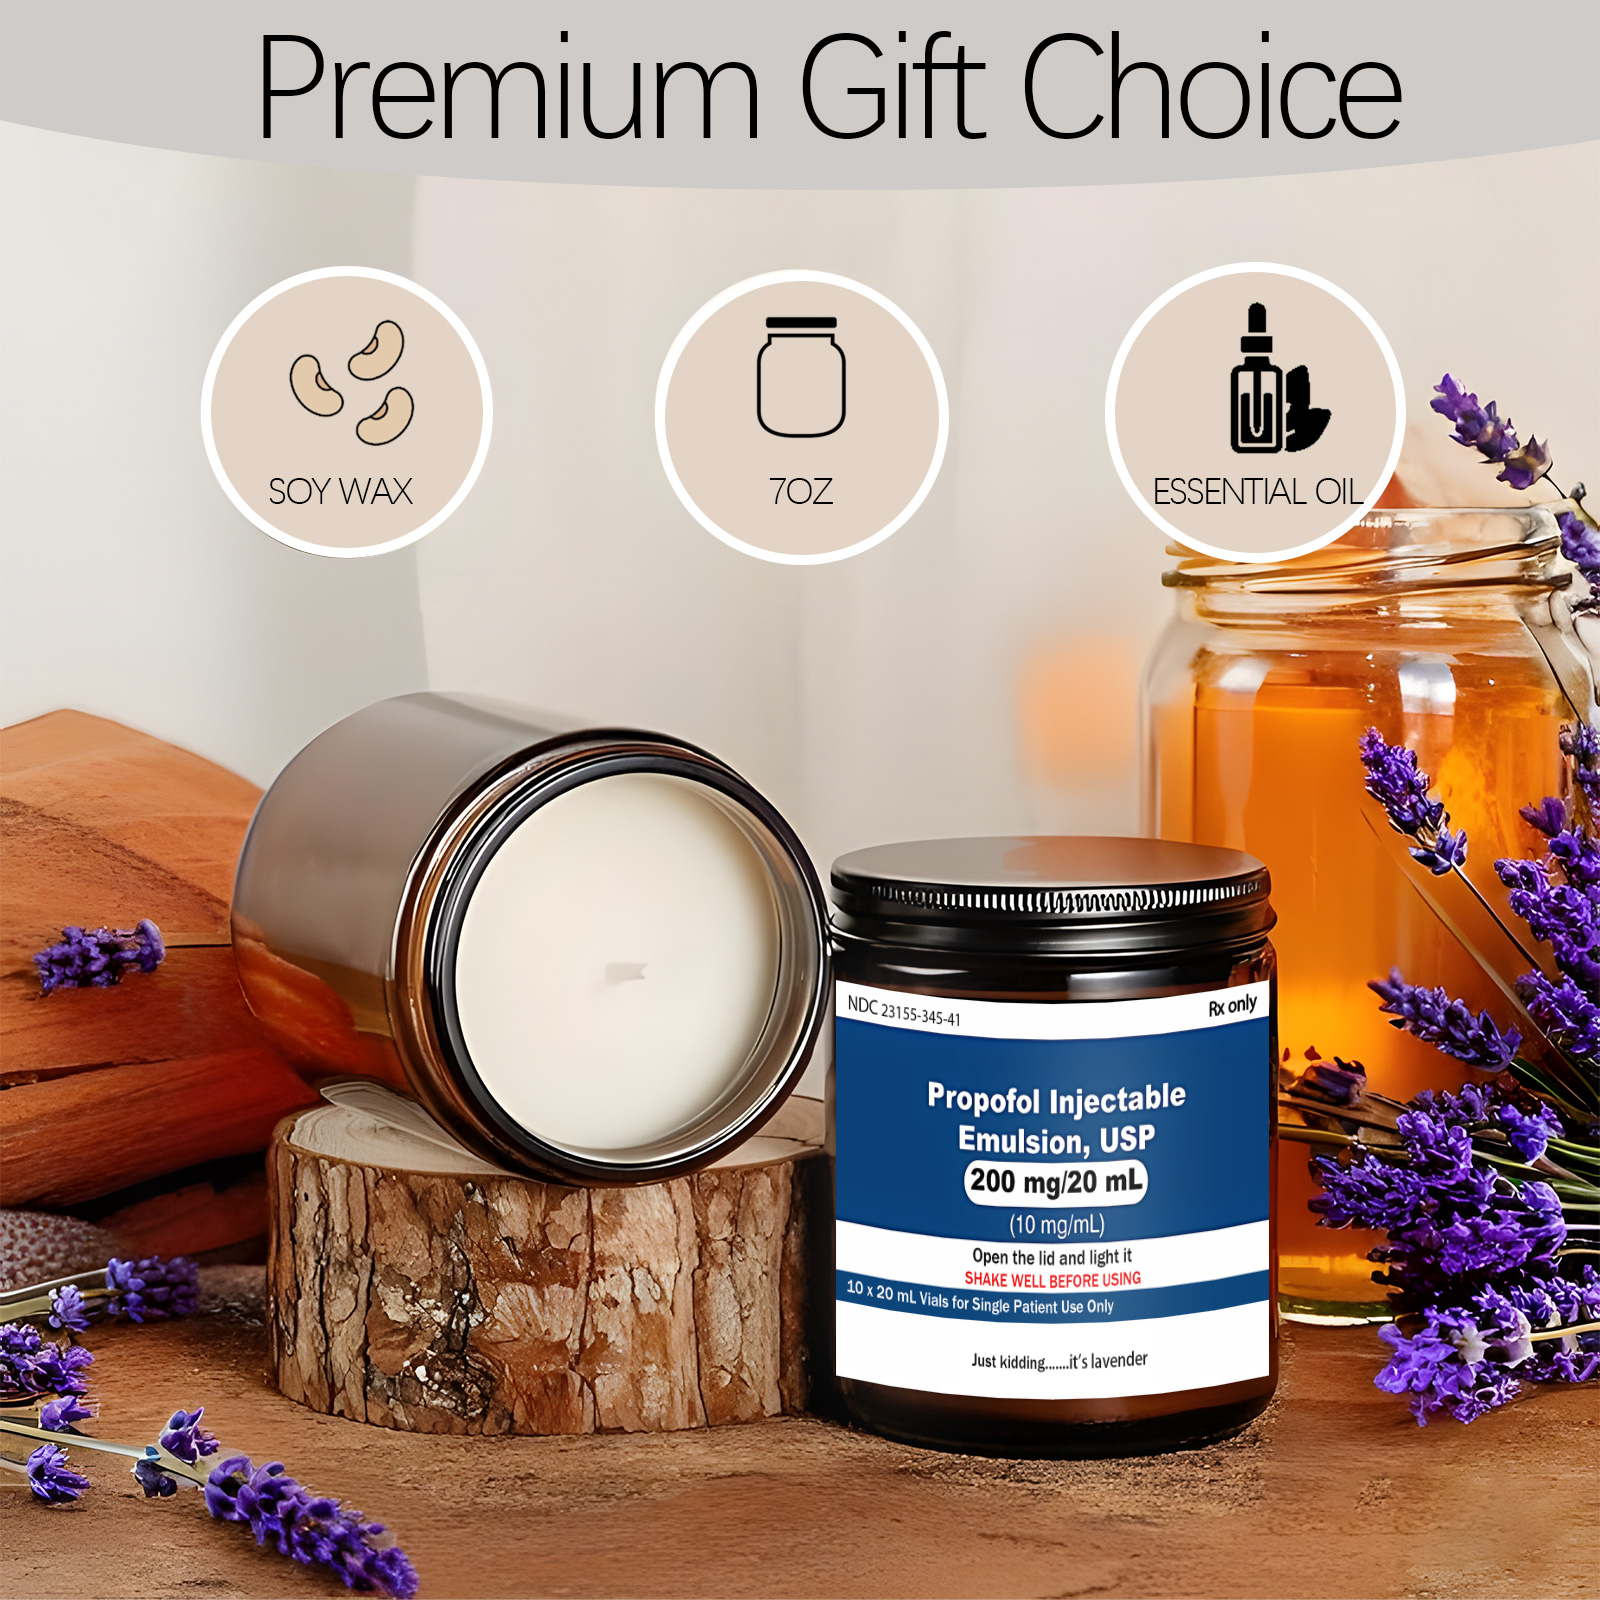 Premium Gift Choice
SOY WAX
7OZ
ESSENTIAL OIL
NDC 23155-345-41
Rx only
Propofol Injectable
Emulsion, USP
200 mg/20 mL
(10 mg/mL)
Open the lid and light it
SHAKE WELL BEFORE USING
10 x 20 mL Vials for Single Patient Use Only
Just kidding.......it's lavender